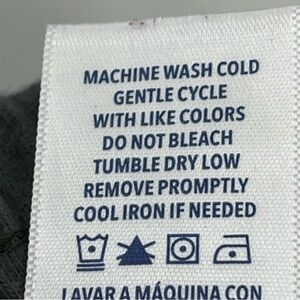 MACHINE WASH COLD
GENTLE CYCLE
WITH LIKE COLORS
DO NOT BLEACH
TUMBLE DRY LOW
REMOVE PROMPTLY
COOL IRON IF NEEDED
LAVAR A MÁQUINA CON